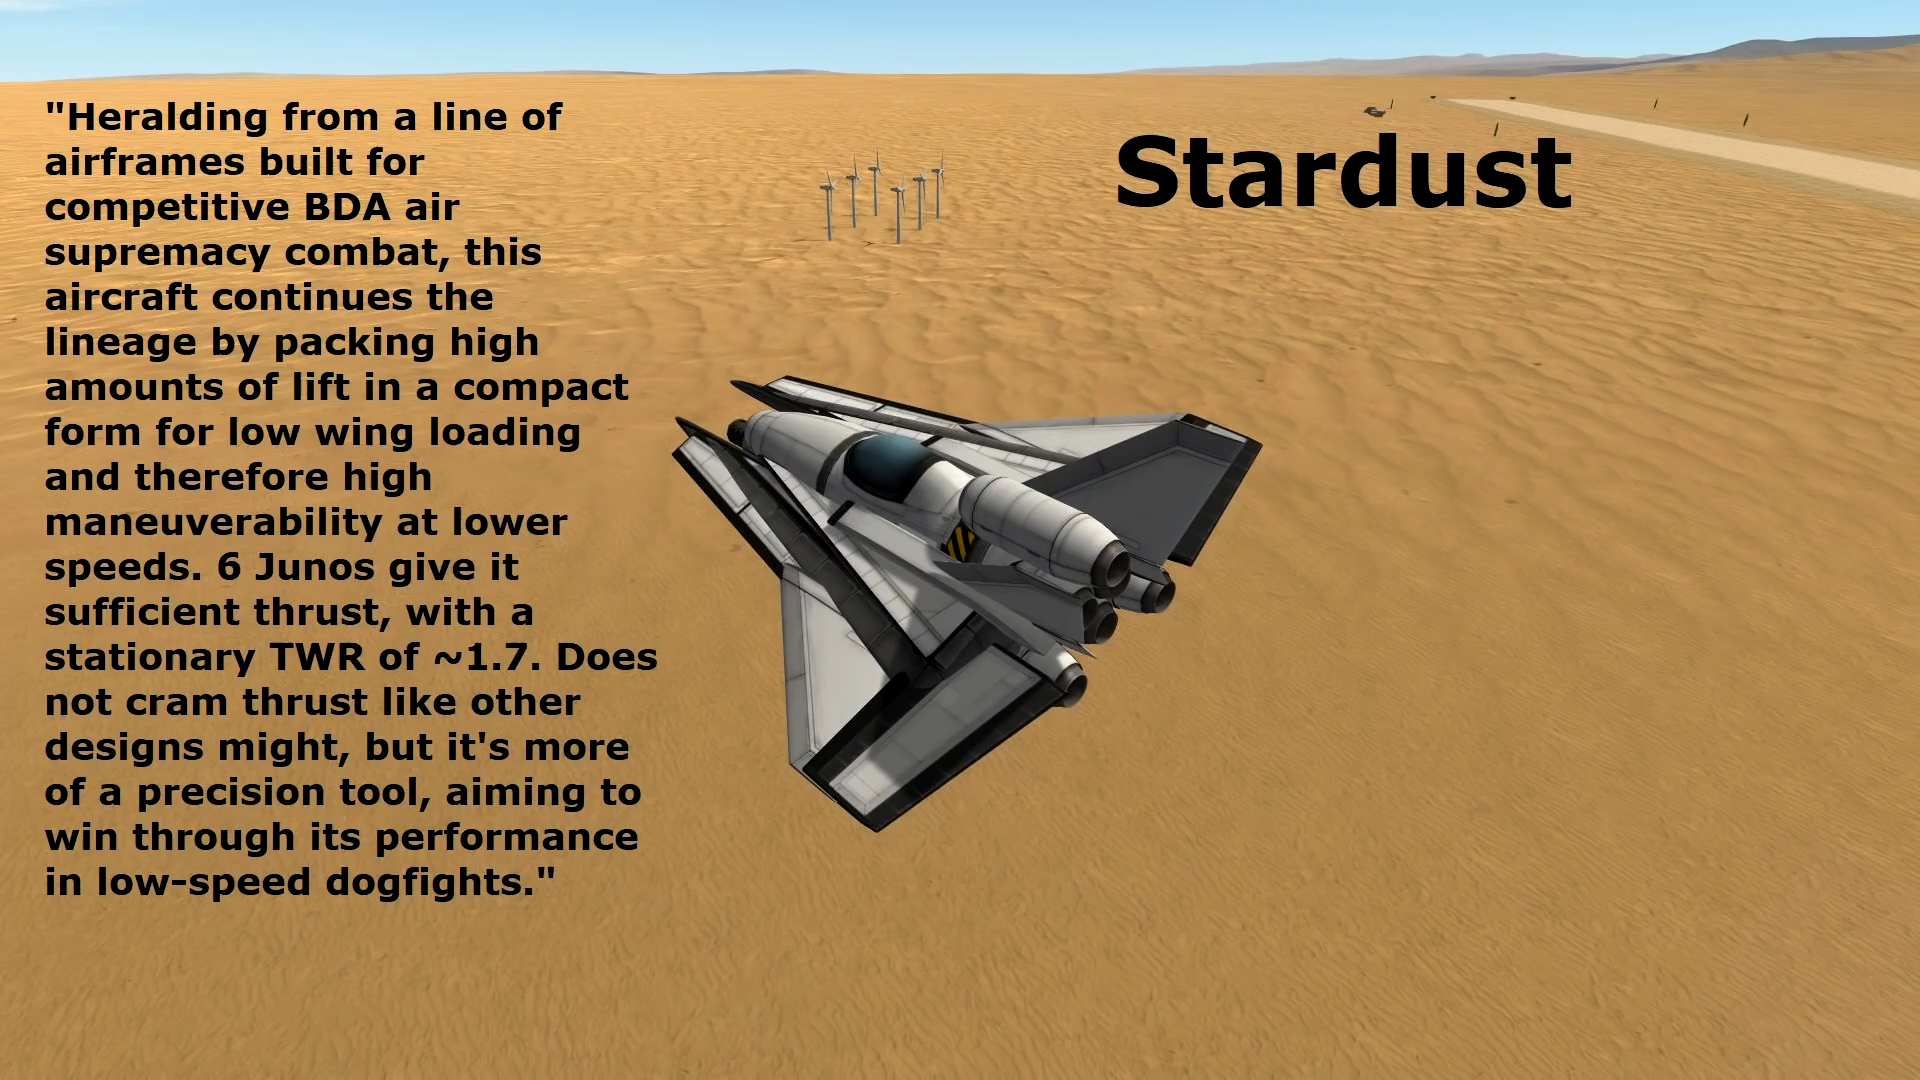 "Heralding from a line of
airframes built for
competitive BDA air
supremacy combat, this
aircraft continues the
lineage by packing high
amounts of lift in a compact
form for low wing loading
and therefore high
maneuverability at lower
speeds. 6 Junos give it
sufficient thrust, with a
stationary TWR of ~1.7. Does
not cram thrust like other
designs might, but it's more
of a precision tool, aiming to
win through its performance
in low-speed dogfights."
Stardust